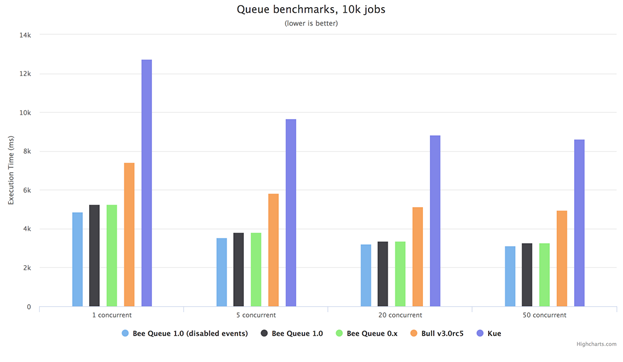 Queue benchmarks, 10k jobs
(lower is better)
14k
12k
10k
8k
6k
4k
2k
0
Execution Time (ms)
1 concurrent
5 concurrent
20 concurrent
50 concurrent
Bee Queue 1.0 (disabled events) Bee Queue 1.0 Bee Queue 0.x Bull v3.0rc5 Kue
Highcharts.com